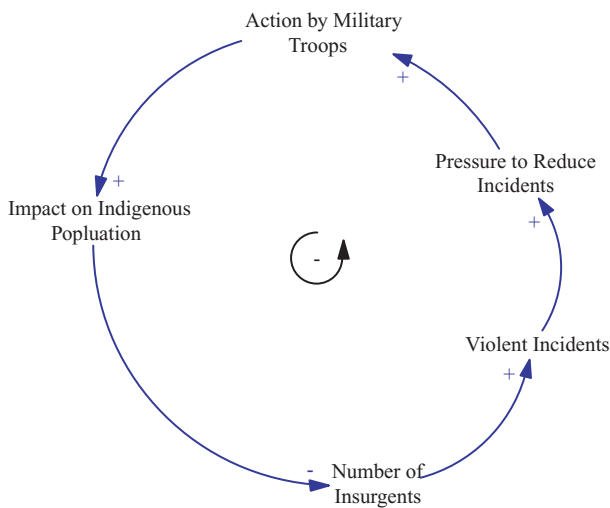 Action by Military
Troops
+
+
Pressure to Reduce
Incidents
+
Impact on Indigenous
Popluation
+
-
Violent Incidents
+
-
Number of
Insurgents